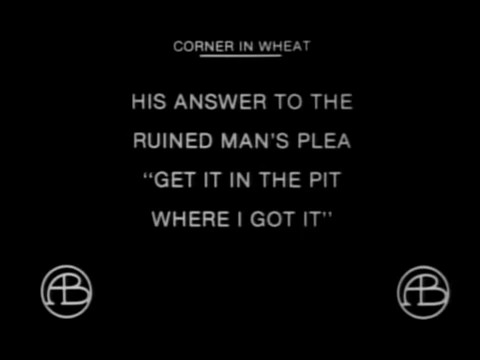 CORNER IN WHEAT
HIS ANSWER TO THE
RUINED MAN'S PLEA
"GET IT IN THE PIT
WHERE I GOT IT"
AB
AB